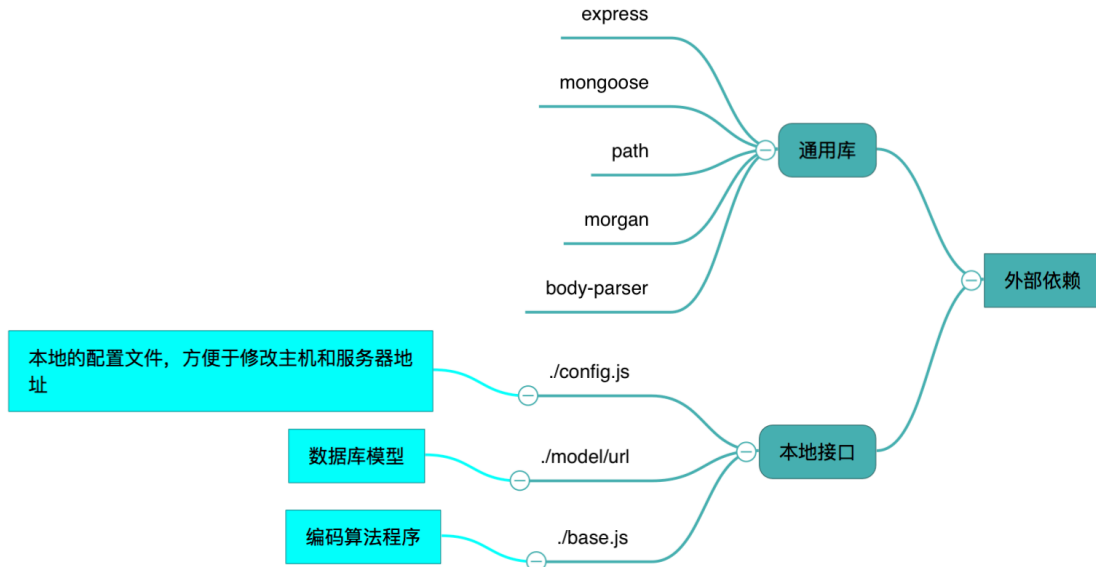 express
mongoose
path
morgan
body-parser
通用库
外部依赖
本地的配置文件，方便于修改主机和服务器地
址
./config.js
数据库模型
./model/url
本地接口
编码算法程序
./base.js